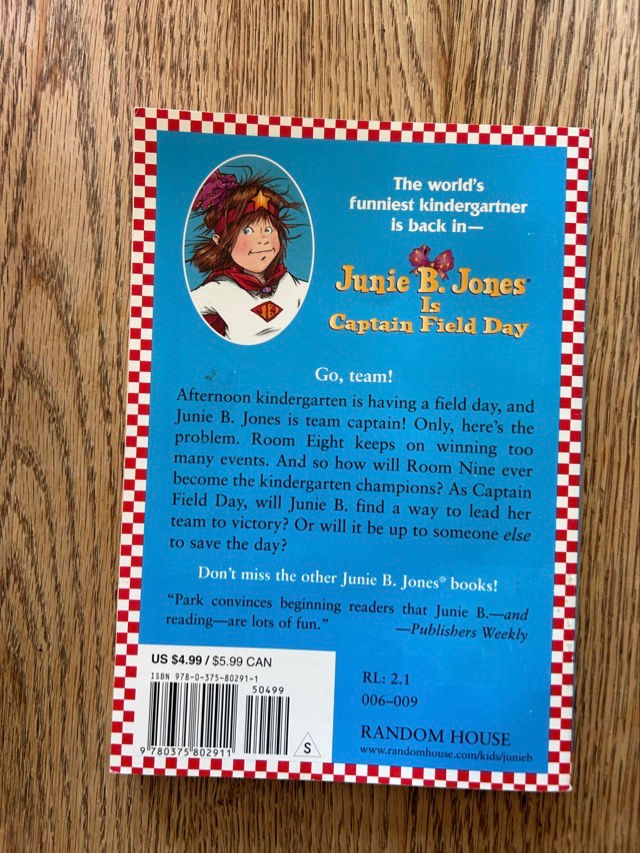 The world's
funniest kindergartner
is back in—
Junie B. Jones
Is
Captain Field Day
Go, team!
Afternoon kindergarten is having a field day, and
Junie B. Jones is team captain! Only, here's the
problem. Room Eight keeps on winning too
many events. And so how will Room Nine ever
become the kindergarten champions? As Captain
Field Day, will Junie B. find a way to lead her
team to victory? Or will it be up to someone else
to save the day?
Don't miss the other Junie B. Jones® books!
"Park convinces beginning readers that Junie B.—and
reading—are lots of fun."
—Publishers Weekly
US $4.99 / $5.99 CAN
ISBN 978-0-375-80291-1
50499
9 780375 802911
S
RL: 2.1
006–009
RANDOM HOUSE
www.randomhouse.com/kids/junieb